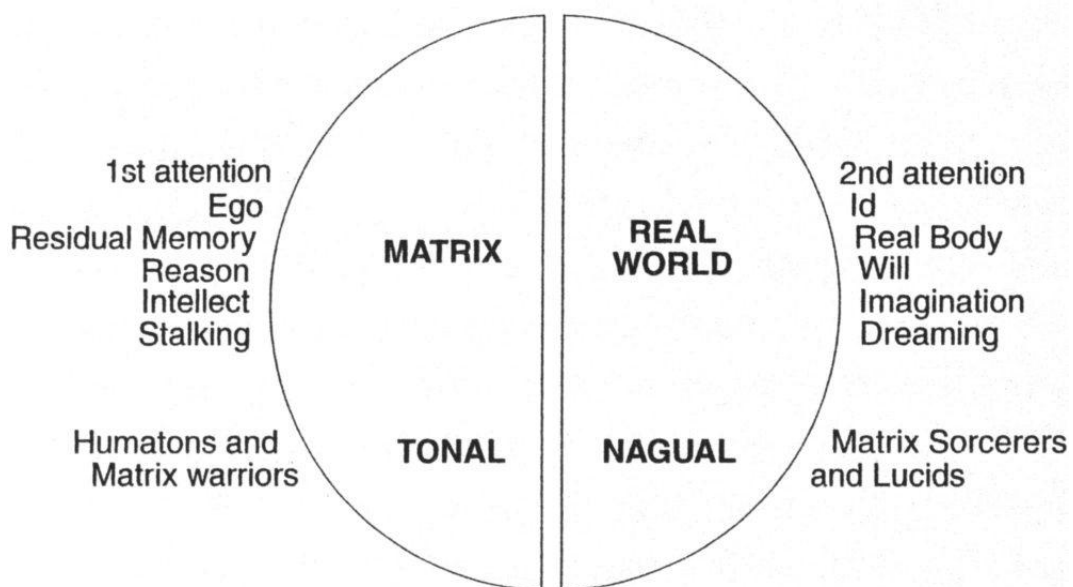 1st attention
Ego
Residual Memory
Reason
Intellect
Stalking
MATRIX
REAL
WORLD
2nd attention
Id
Real Body
Will
Imagination
Dreaming
Humatons and
Matrix warriors
TONAL
NAGUAL
Matrix Sorcerers
and Lucids